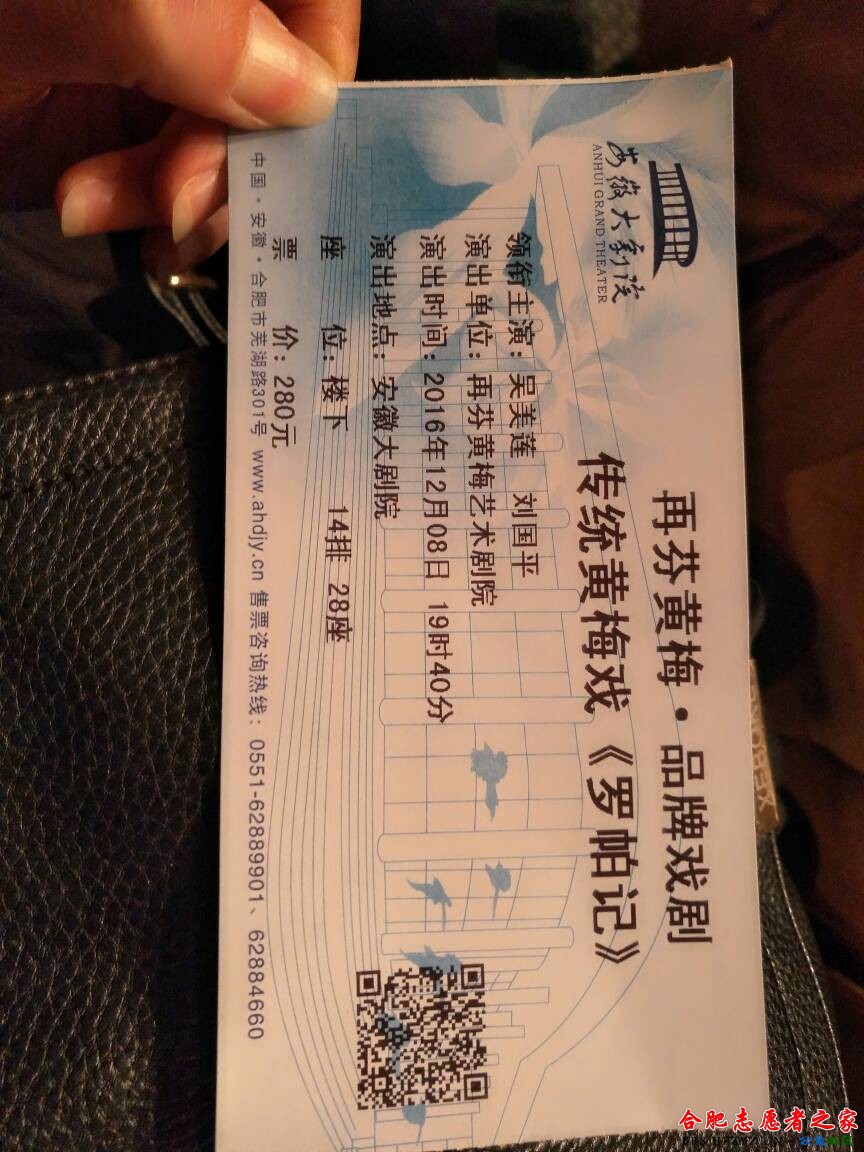 安徽大剧院
ANHUI GRAND THEATER
再芬黄梅·品牌戏剧
传统黄梅戏《罗帕记》
领衔主演：吴美莲 刘国平
演出单位：再芬黄梅艺术剧院
演出时间：2016年12月08日 19时40分
演出地点：安徽大剧院
座 位：楼下 14排 28座
票 价：280元
中国·安徽·合肥市芜湖路301号 www.ahdjy.cn 售票咨询热线：0551-62889901、62884660
合肥志愿者之家